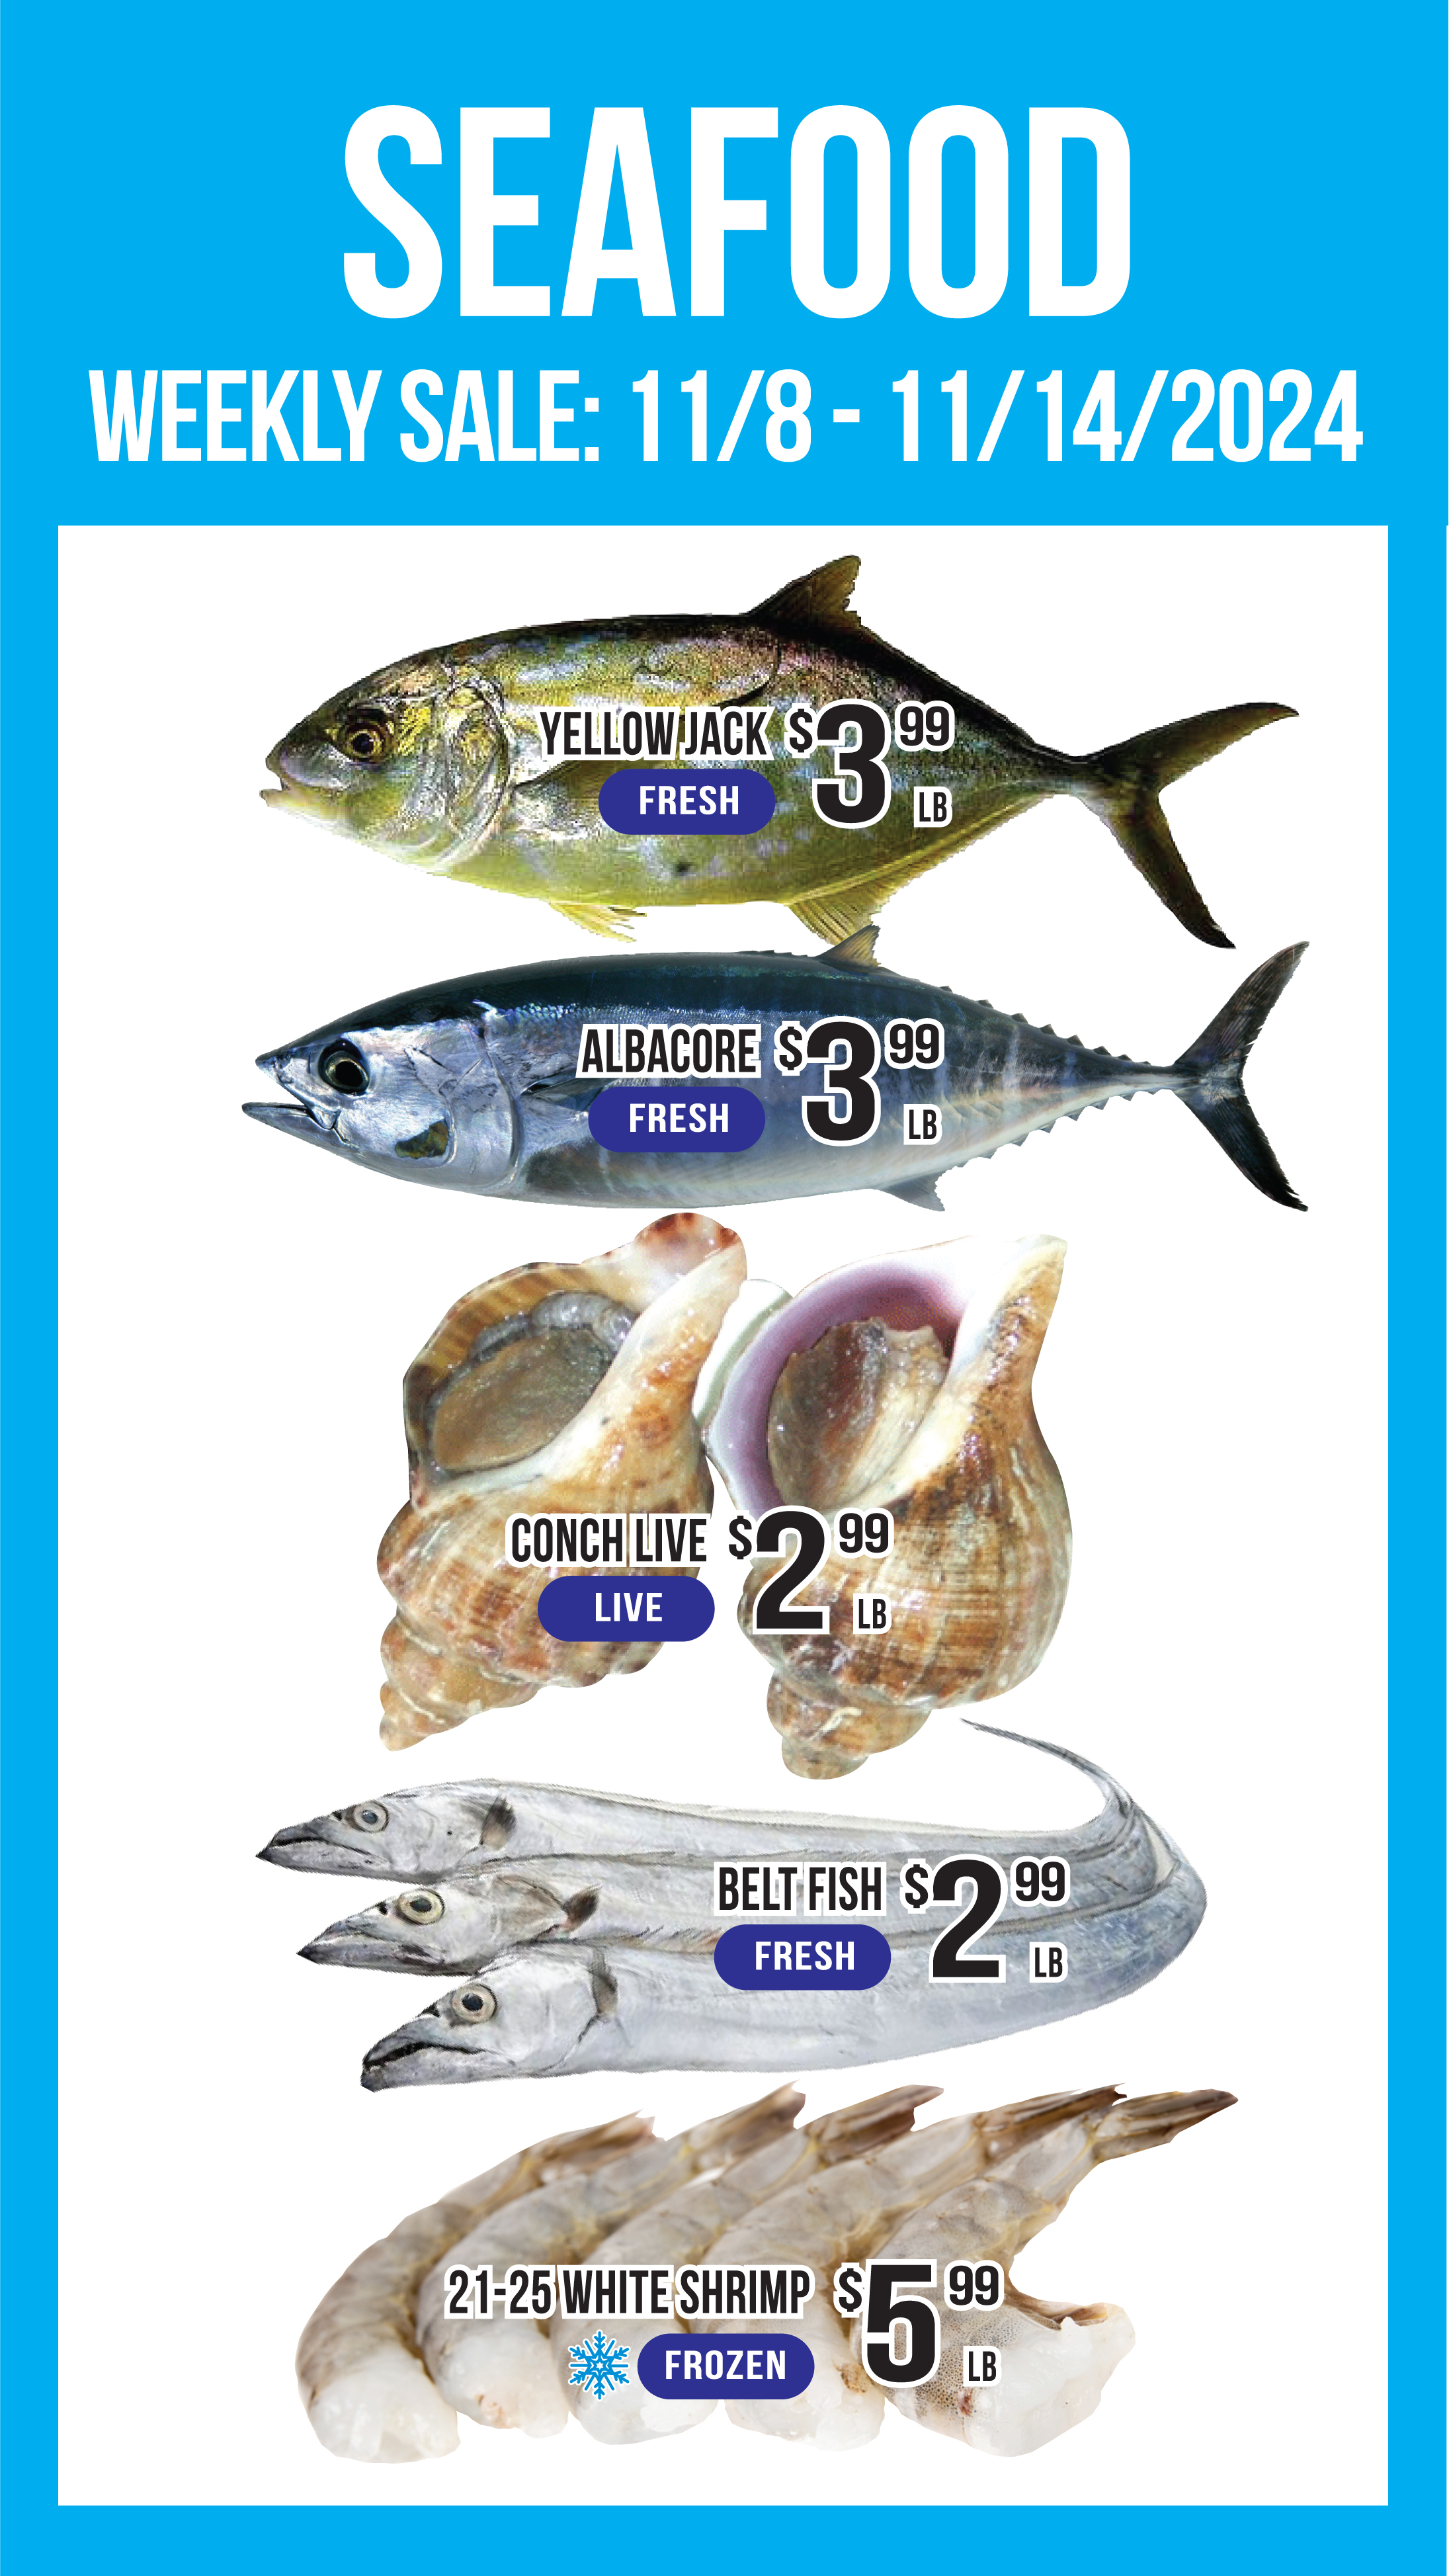 SEAFOOD
WEEKLY SALE: 11/8 - 11/14/2024
YELLOW JACK $3 99
FRESH LB
ALBACORE $3 99
FRESH LB
CONCH LIVE $2 99
LIVE LB
BELT FISH $2 99
FRESH LB
21-25 WHITE SHRIMP $5 99
FROZEN LB